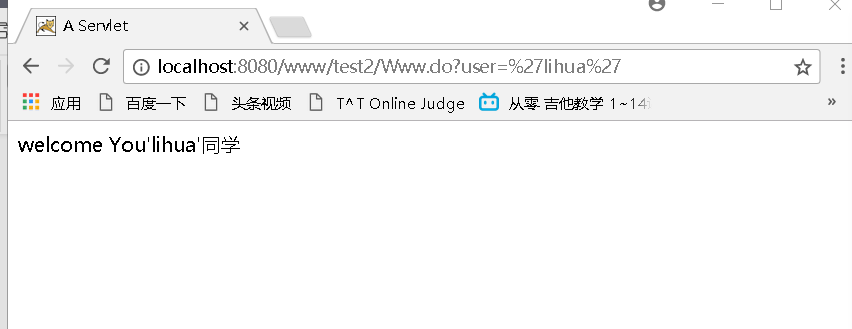 A Servlet
localhost:8080/www/test2/Www.do?user=%27lihua%27
应用 百度一下 头条视频 T^T Online Judge 从零.吉他教学 1~14
welcome You'lihua'同学